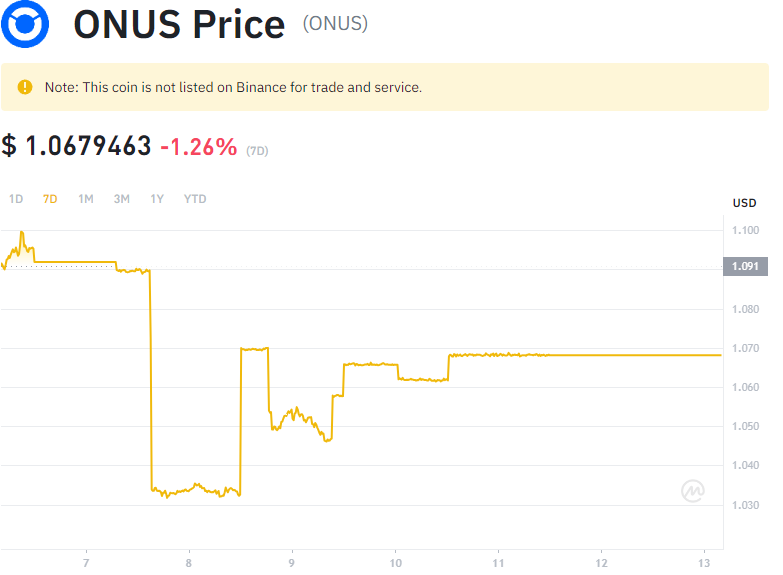 ONUS Price (ONUS)
Note: This coin is not listed on Binance for trade and service.
$ 1.0679463 -1.26% (7D)
1D 7D 1M 3M 1Y YTD
USD
1.100
1.091
1.080
1.070
1.060
1.050
1.040
1.030
7 8 9 10 11 12 13